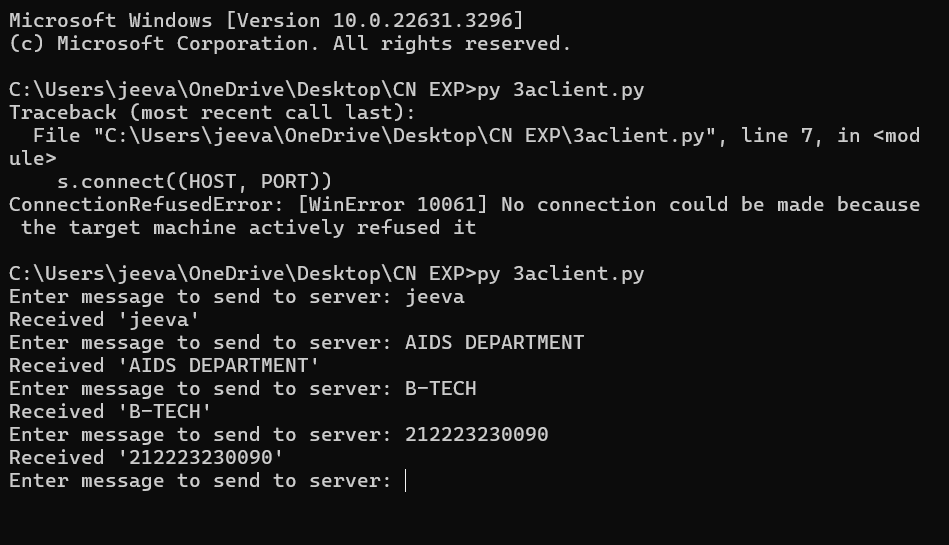 Microsoft Windows [Version 10.0.22631.3296]
(c) Microsoft Corporation. All rights reserved.
C:\Users\jeeva\OneDrive\Desktop\CN EXP>py 3aclient.py
Traceback (most recent call last):
  File "C:\Users\jeeva\OneDrive\Desktop\CN EXP\3aclient.py", line 7, in <mod
ule>
    s.connect((HOST, PORT))
ConnectionRefusedError: [WinError 10061] No connection could be made because
 the target machine actively refused it
C:\Users\jeeva\OneDrive\Desktop\CN EXP>py 3aclient.py
Enter message to send to server: jeeva
Received 'jeeva'
Enter message to send to server: AIDS DEPARTMENT
Received 'AIDS DEPARTMENT'
Enter message to send to server: B-TECH
Received 'B-TECH'
Enter message to send to server: 212223230090
Received '212223230090'
Enter message to send to server: